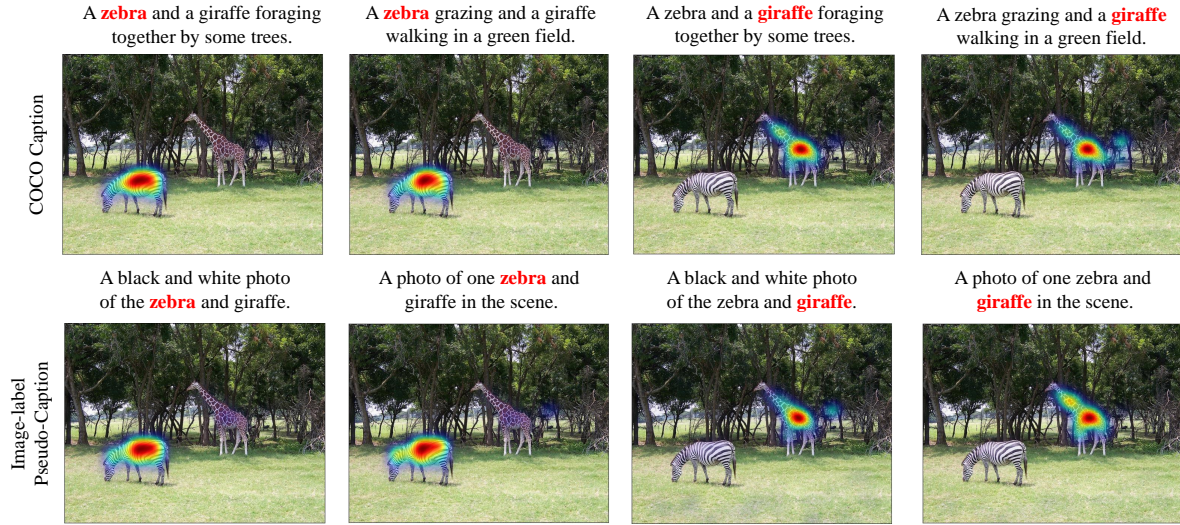 A zebra and a giraffe foraging
together by some trees.
A zebra grazing and a giraffe
walking in a green field.
A zebra and a giraffe foraging
together by some trees.
A zebra grazing and a giraffe
walking in a green field.
COCO Caption
A black and white photo
of the zebra and giraffe.
A photo of one zebra and
giraffe in the scene.
A black and white photo
of the zebra and giraffe.
A photo of one zebra and
giraffe in the scene.
Image-label
Pseudo-Caption